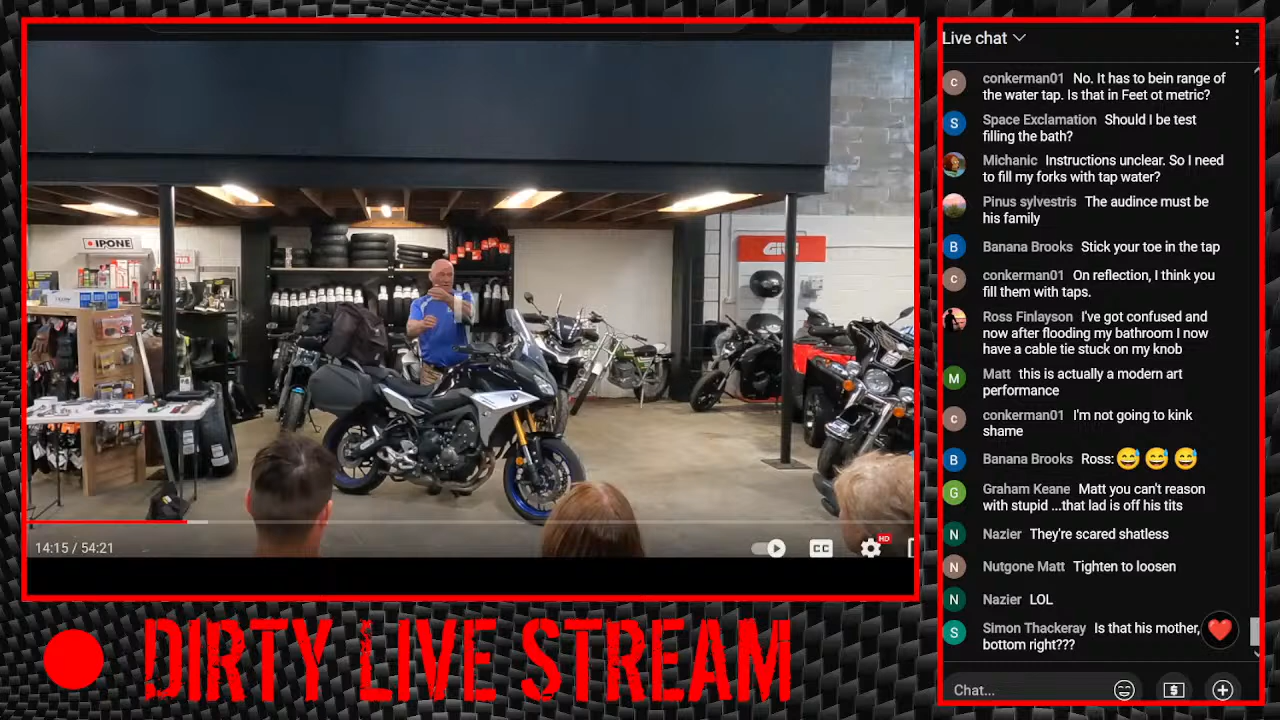 IPONE
GIVI
14:15 / 54:21
CC
HD
DIRTY LIVE STREAM
Live chat
conkerman01 No. It has to bein range of
the water tap. Is that in Feet ot metric?
Space Exclamation Should I be test
filling the bath?
Michanic Instructions unclear. So I need
to fill my forks with tap water?
Pinus sylvestris The audince must be
his family
Banana Brooks Stick your toe in the tap
conkerman01 On reflection, I think you
fill them with taps.
Ross Finlayson I've got confused and
now after flooding my bathroom I now
have a cable tie stuck on my knob
Matt this is actually a modern art
performance
conkerman01 I'm not going to kink
shame
Banana Brooks Ross:😅😅😅
Graham Keane Matt you can't reason
with stupid ...that lad is off his tits
Nazier They're scared shatless
Nutgone Matt Tighten to loosen
Nazier LOL
Simon Thackeray Is that his mother,
bottom right???
Chat...